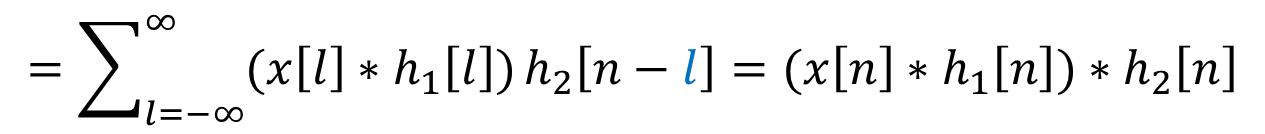 = ∑_{l=-∞}^{∞} (x[l] ∗ h₁[l]) h₂[n − l] = (x[n] ∗ h₁[n]) ∗ h₂[n]